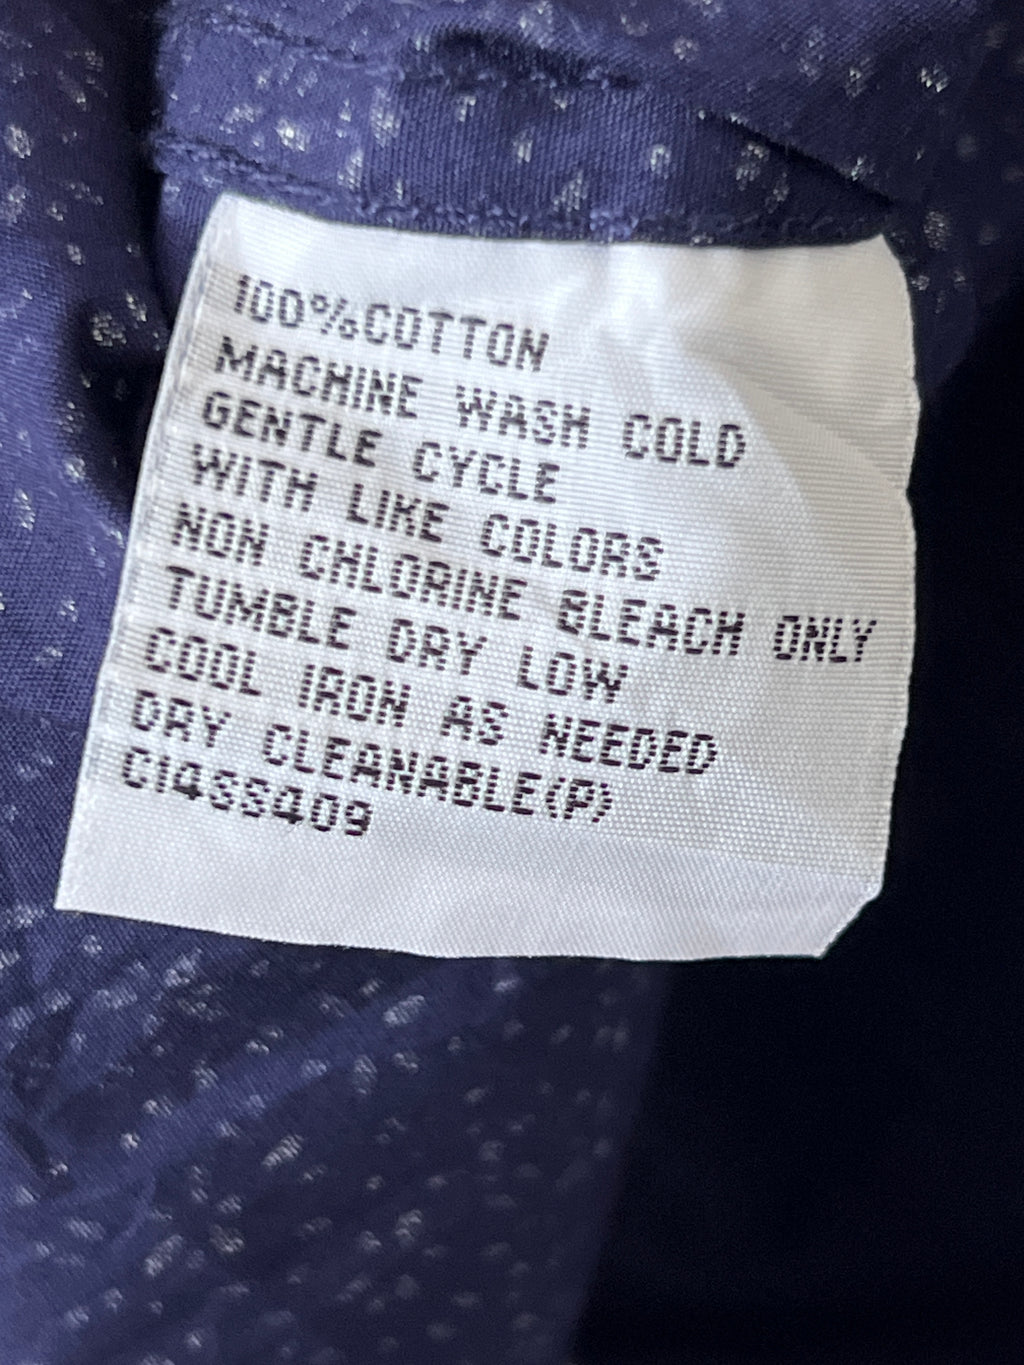 100%COTTON
MACHINE WASH COLD
GENTLE CYCLE
WITH LIKE COLORS
NON CHLORINE BLEACH ONLY
TUMBLE DRY LOW
COOL IRON AS NEEDED
DRY CLEANABLE(P)
C14SS409